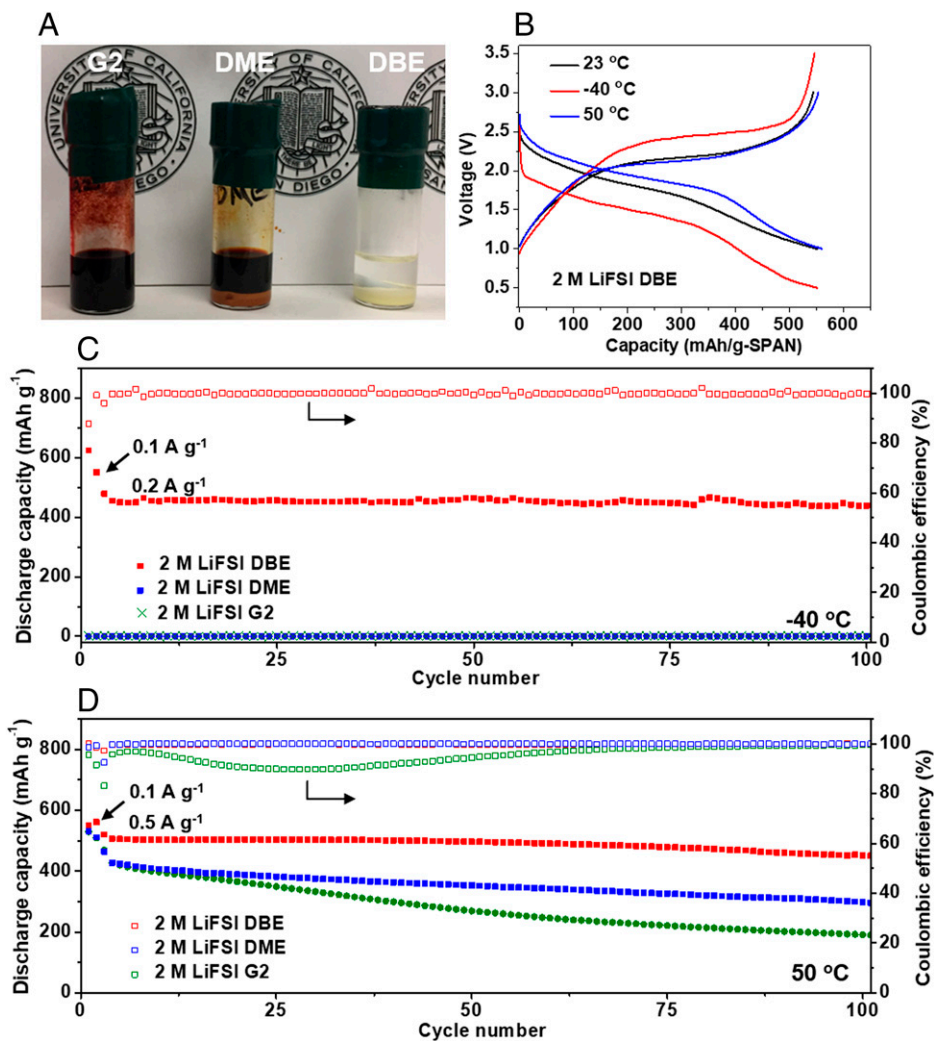 A
G2
DME
DBE
UNIVERSITY OF CALIFORNIA
SAN DIEGO
DME
B
Voltage (V)
3.5
3.0
2.5
2.0
1.5
1.0
0.5
23 °C
-40 °C
50 °C
2 M LiFSI DBE
0 100 200 300 400 500 600
Capacity (mAh/g-SPAN)
C
Discharge capacity (mAh g-1)
800
600
400
200
0
0.1 A g-1
0.2 A g-1
2 M LiFSI DBE
2 M LiFSI DME
2 M LiFSI G2
-40 °C
100
80
60
40
20
0
Coulombic efficiency (%)
0 25 50 75 100
Cycle number
D
Discharge capacity (mAh g-1)
800
600
400
200
0
0.1 A g-1
0.5 A g-1
2 M LiFSI DBE
2 M LiFSI DME
2 M LiFSI G2
50 °C
100
80
60
40
20
0
Coulombic efficiency (%)
0 25 50 75 100
Cycle number